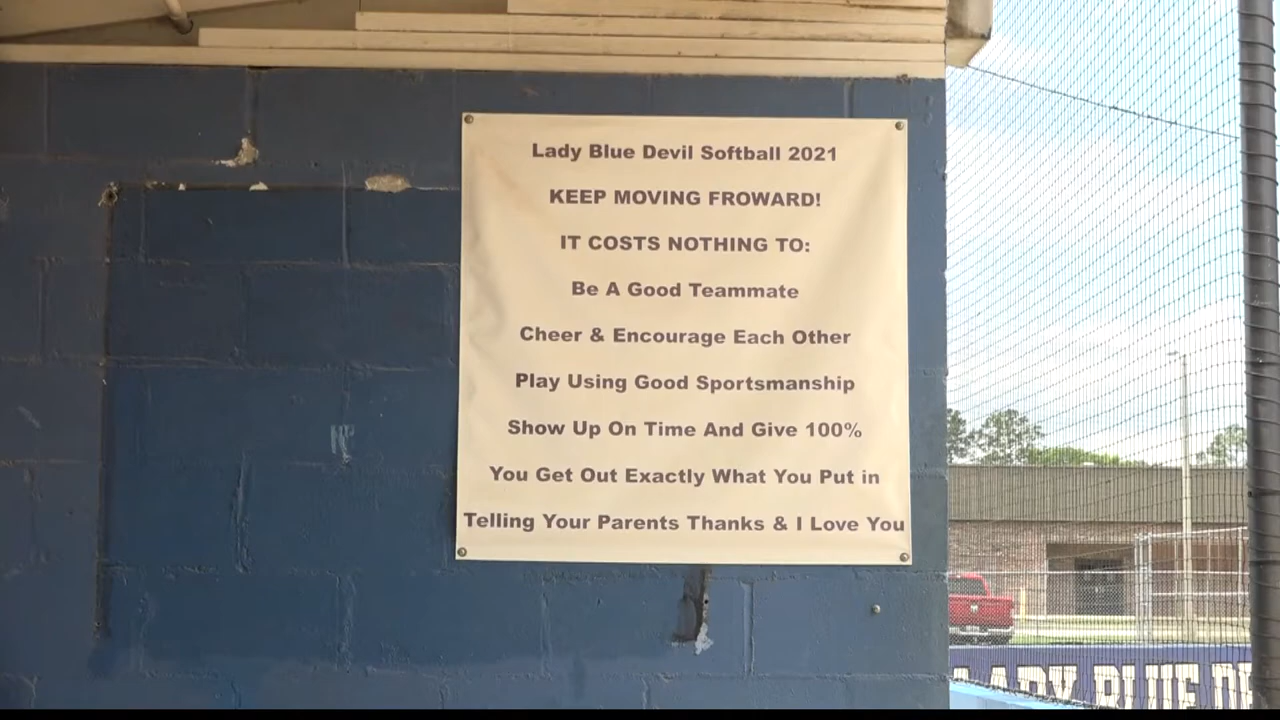 Lady Blue Devil Softball 2021
KEEP MOVING FROWARD!
IT COSTS NOTHING TO:
Be A Good Teammate
Cheer & Encourage Each Other
Play Using Good Sportsmanship
Show Up On Time And Give 100%
You Get Out Exactly What You Put in
Telling Your Parents Thanks & I Love You
LADY BLUE DE